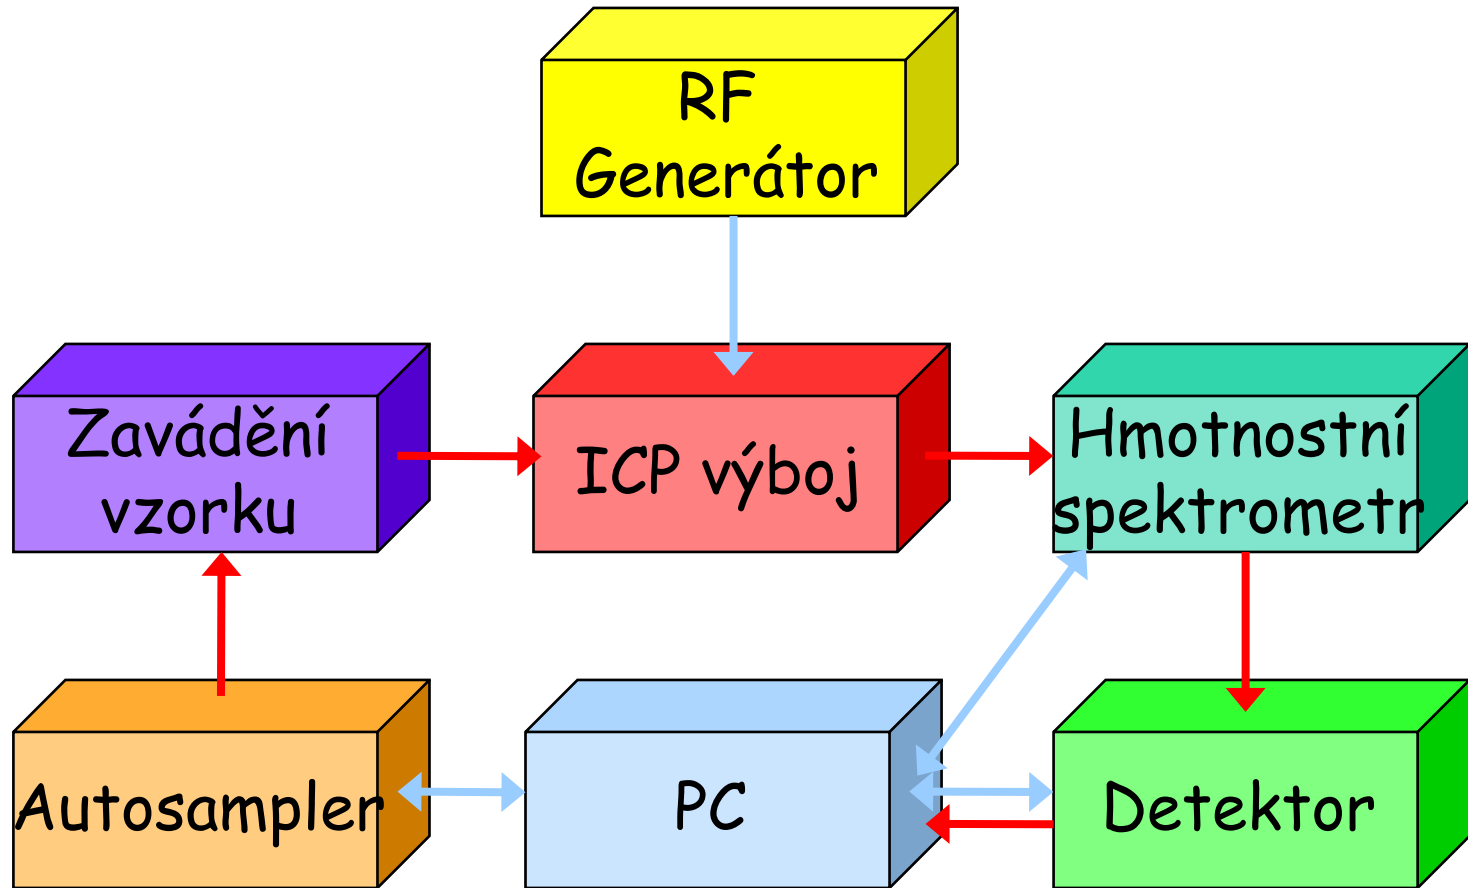 RF
Generátor
Zavádění
vzorku
ICP výboj
Hmotnostní
spektrometr
Autosampler
PC
Detektor